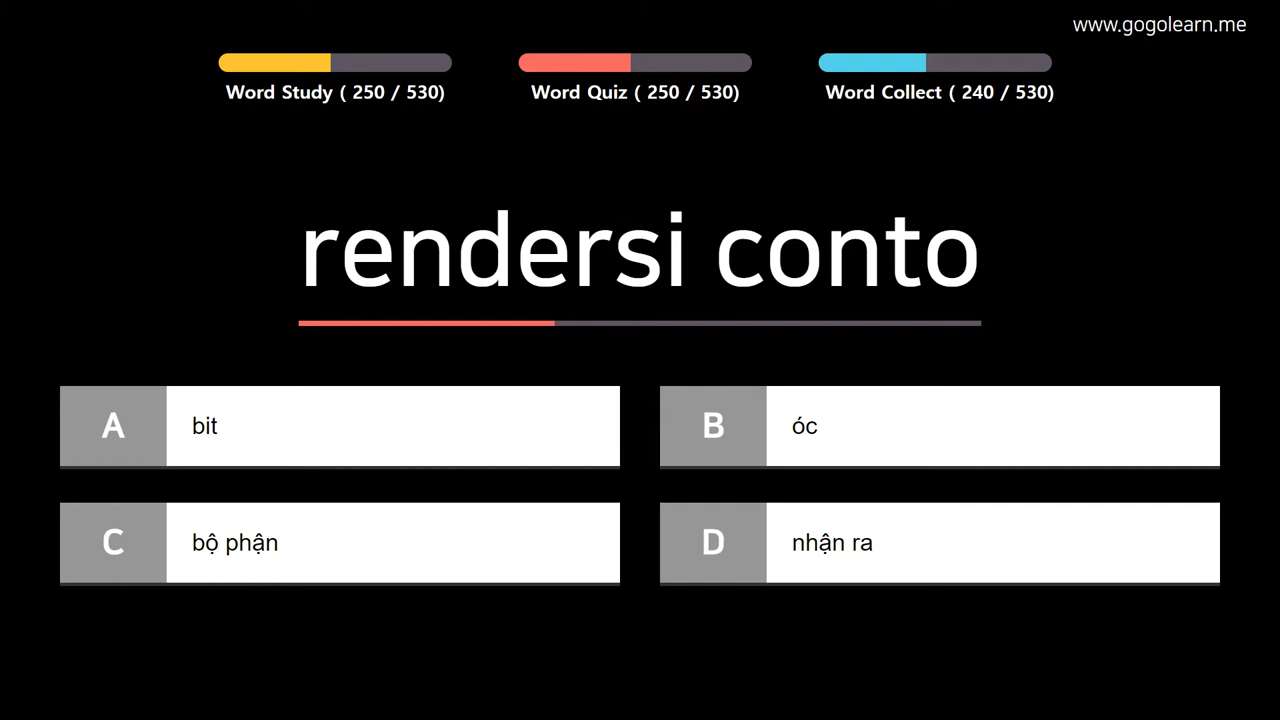 www.gogolearn.me
Word Study ( 250 / 530)
Word Quiz ( 250 / 530)
Word Collect ( 240 / 530)
rendersi conto
A bit
B óc
C bộ phận
D nhận ra